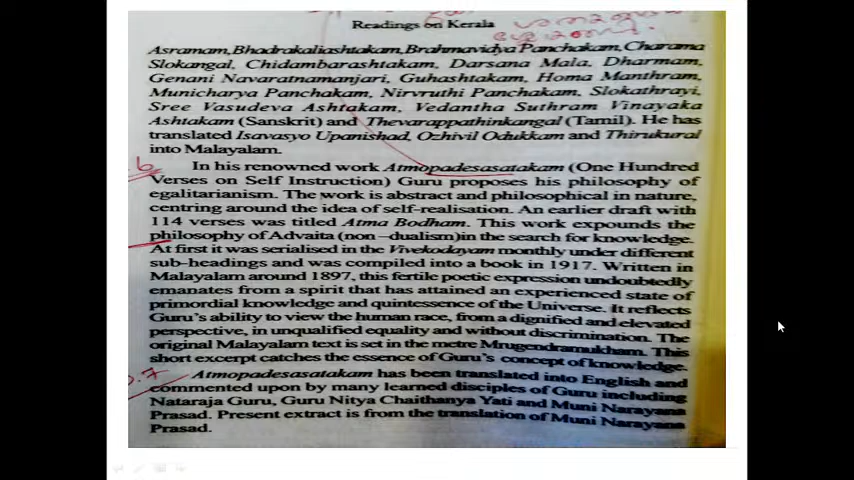 Readings on Kerala
Asramam, Bhadrakaliashtakam, Brahmavidya Panchakam, Charama
Slokangal, Chidambarashtakam, Darsana Mala, Dharmam,
Genani Navaratnamanjari, Guhashtakam, Homa Manthram,
Municharya Panchakam, Nirvruthi Panchakam, Slokathrayi,
Sree Vasudeva Ashtakam, Vedantha Suthram Vinayaka
Ashtakam (Sanskrit) and Thevarappathinkangal (Tamil). He has
translated Isavasyo Upanishad, Ozhivil Odukkam and Thirukural
into Malayalam.
6
In his renowned work Atmopadesasatakam (One Hundred
Verses on Self Instruction) Guru proposes his philosophy of
egalitarianism. The work is abstract and philosophical in nature,
centring around the idea of self-realisation. An earlier draft with
114 verses was titled Atma Bodham. This work expounds the
philosophy of Advaita (non -dualism)in the search for knowledge.
At first it was serialised in the Vivekodayam monthly under different
sub-headings and was compiled into a book in 1917. Written in
Malayalam around 1897, this fertile poetic expression undoubtedly
emanates from a spirit that has attained an experienced state of
primordial knowledge and quintessence of the Universe. It reflects
Guru's ability to view the human race, from a dignified and elevated
perspective, in unqualified equality and without discrimination. The
original Malayalam text is set in the metre Mrugendramukham. This
short excerpt catches the essence of Guru's concept of knowledge.
7
Atmopadesasatakam has been translated into English and
commented upon by many learned disciples of Guru including
Nataraja Guru, Guru Nitya Chaithanya Yati and Muni Narayana
Prasad. Present extract is from the translation of Muni Narayana
Prasad.